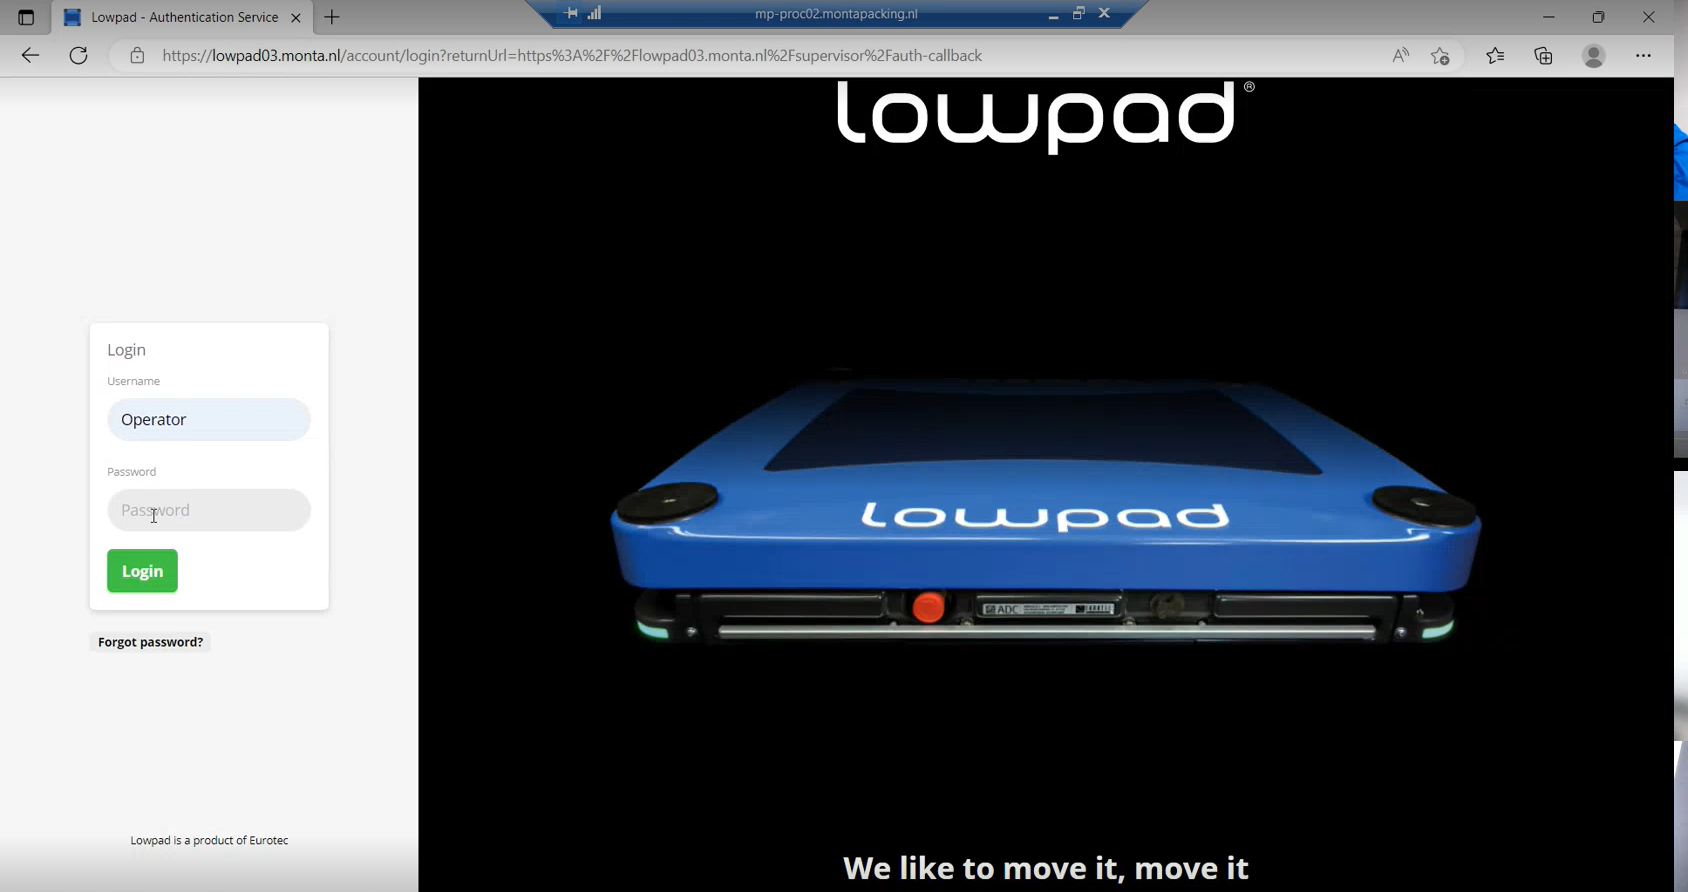 Lowpad - Authentication Service
mp-proc02.montapacking.nl
https://lowpad03.monta.nl/account/login?returnUrl=https%3A%2F%2Flowpad03.monta.nl%2Fsupervisor%2Fauth-callback
lowpad®
Login
Username
Operator
Password
Password
Login
Forgot password?
lowpad
ADC
Lowpad is a product of Eurotec
We like to move it, move it